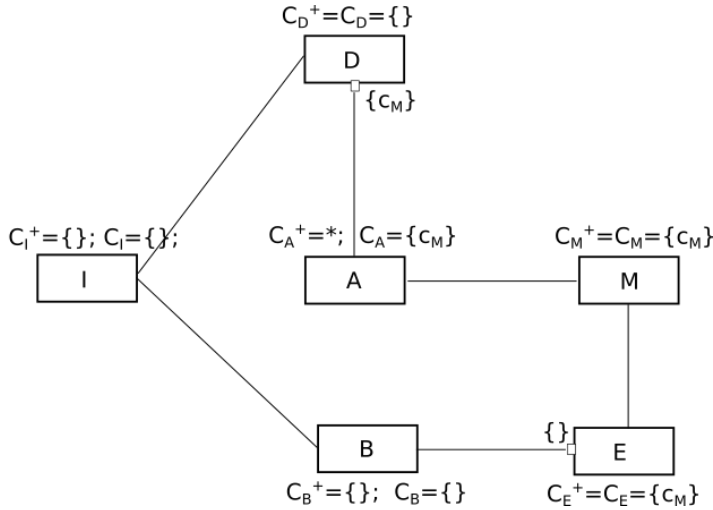 C_D^+=C_D={}
D
{c_M}
C_I^+={}; C_I={};
C_A^+=*; C_A={c_M}
C_M^+=C_M={c_M}
I
A
M
{}
B
E
C_B^+={}; C_B={}
C_E^+=C_E={c_M}